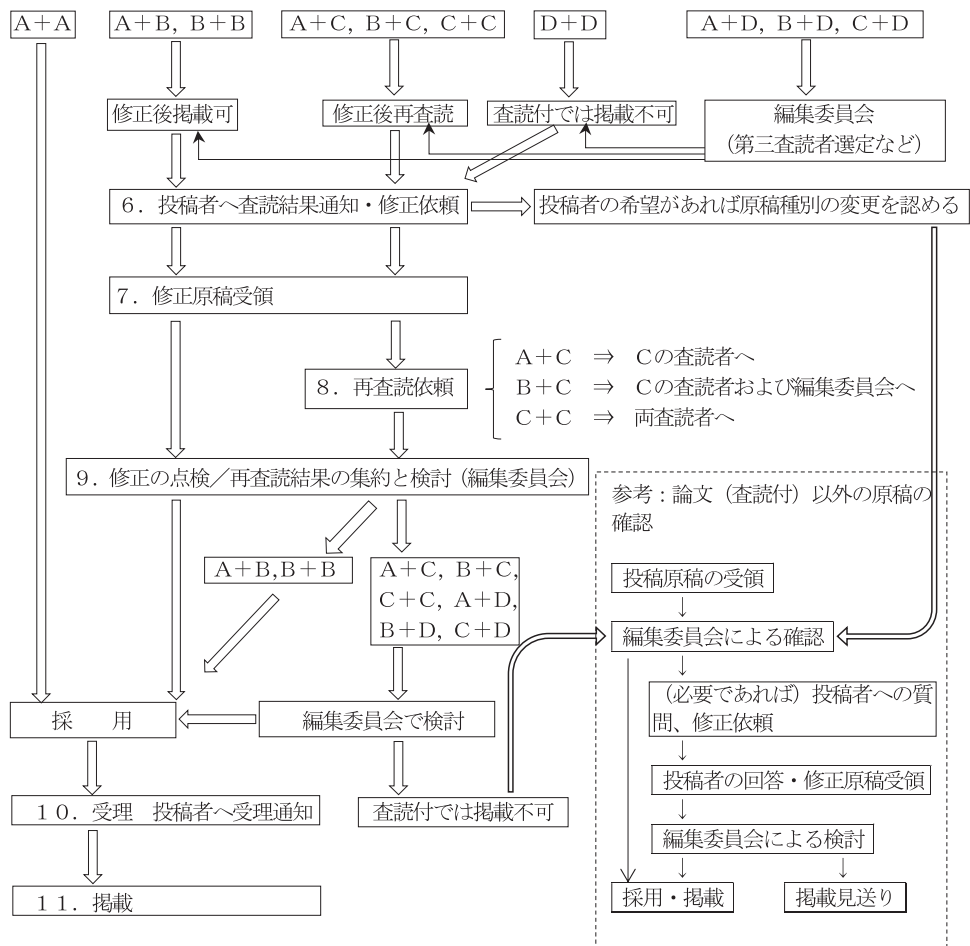 Ａ＋Ａ
Ａ＋Ｂ，Ｂ＋Ｂ
Ａ＋Ｃ，Ｂ＋Ｃ，Ｃ＋Ｃ
Ｄ＋Ｄ
Ａ＋Ｄ，Ｂ＋Ｄ，Ｃ＋Ｄ
修正後掲載可
修正後再査読
査読付では掲載不可
編集委員会
（第三査読者選定など）
６．投稿者へ査読結果通知・修正依頼
投稿者の希望があれば原稿種別の変更を認める
７．修正原稿受領
８．再査読依頼
Ａ＋Ｃ　⇒　Ｃの査読者へ
Ｂ＋Ｃ　⇒　Ｃの査読者および編集委員会へ
Ｃ＋Ｃ　⇒　両査読者へ
９．修正の点検／再査読結果の集約と検討（編集委員会）
Ａ＋Ｂ,Ｂ＋Ｂ
Ａ＋Ｃ，Ｂ＋Ｃ，
Ｃ＋Ｃ，Ａ＋Ｄ，
Ｂ＋Ｄ，Ｃ＋Ｄ
採　　用
編集委員会で検討
１０．受理　投稿者へ受理通知
査読付では掲載不可
１１．掲載
参考：論文（査読付）以外の原稿の
確認
投稿原稿の受領
編集委員会による確認
（必要であれば）投稿者への質
問、修正依頼
投稿者の回答・修正原稿受領
編集委員会による検討
採用・掲載
掲載見送り